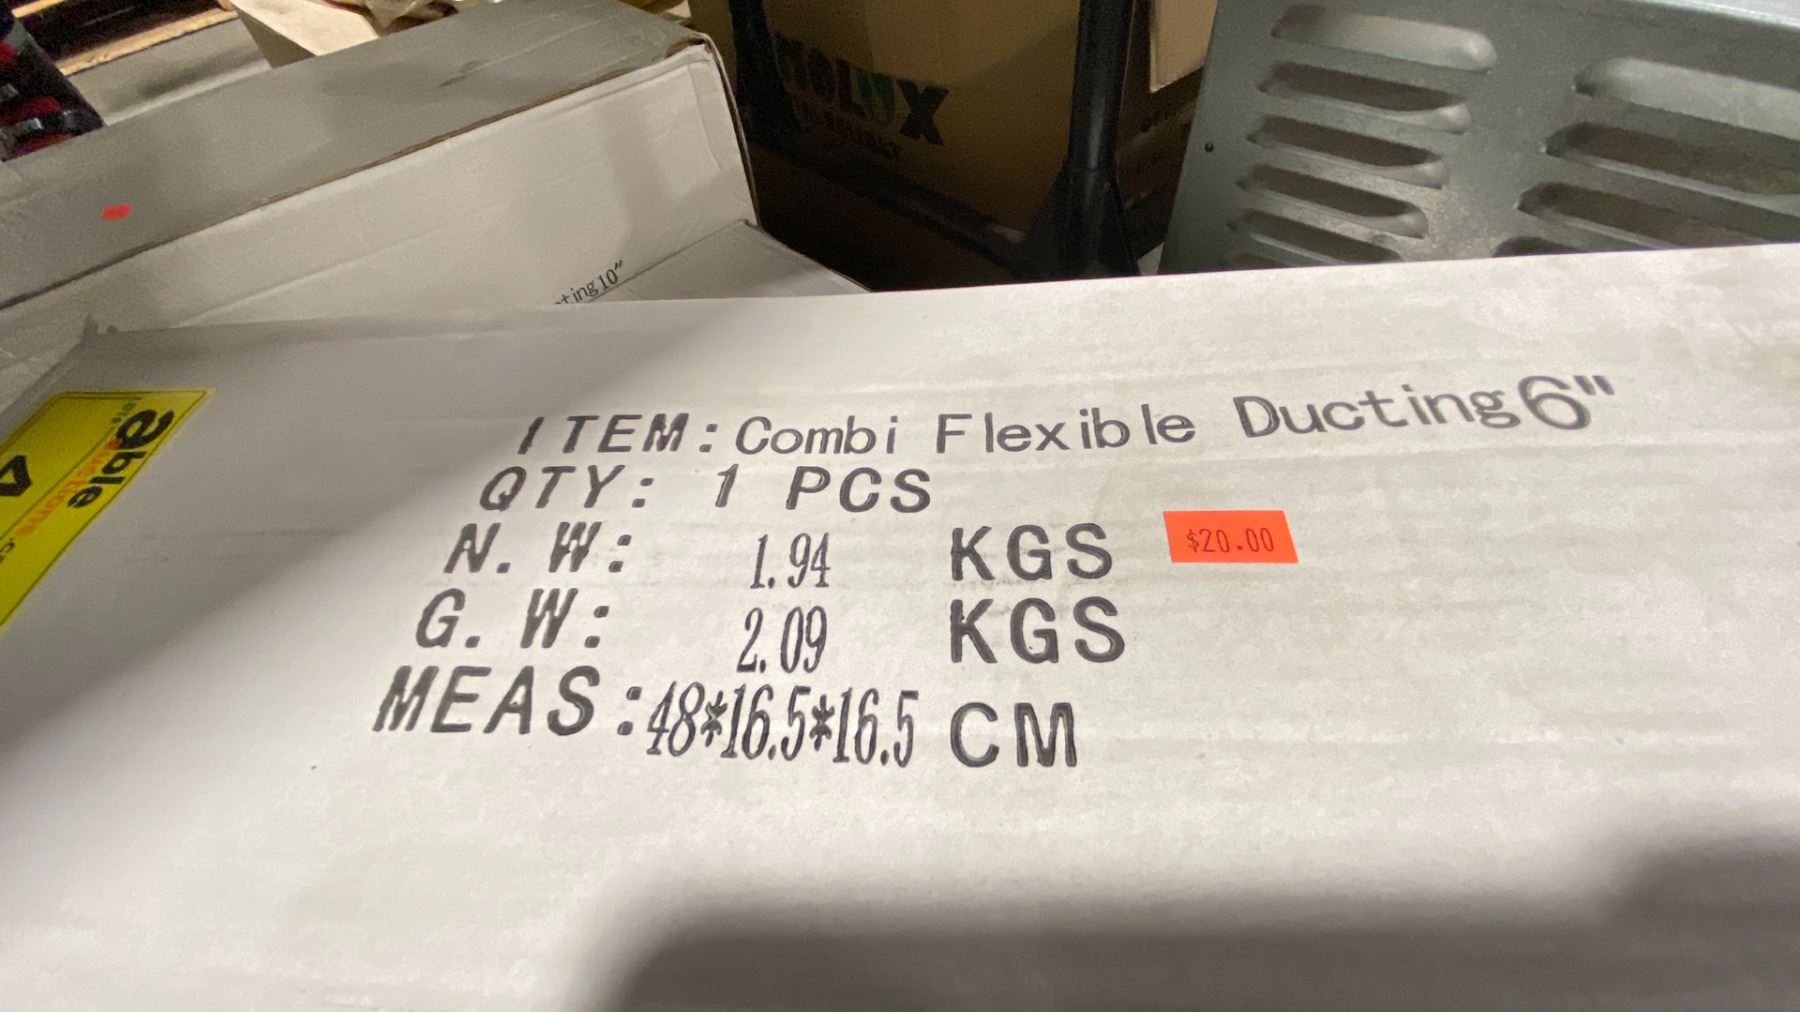 ting 10"
ITEM: Combi Flexible Ducting 6"
QTY: 1 PCS
N. W: 1.94 KGS
$20.00
G. W: 2.09 KGS
MEAS: 48*16.5*16.5 CM
able
auctions